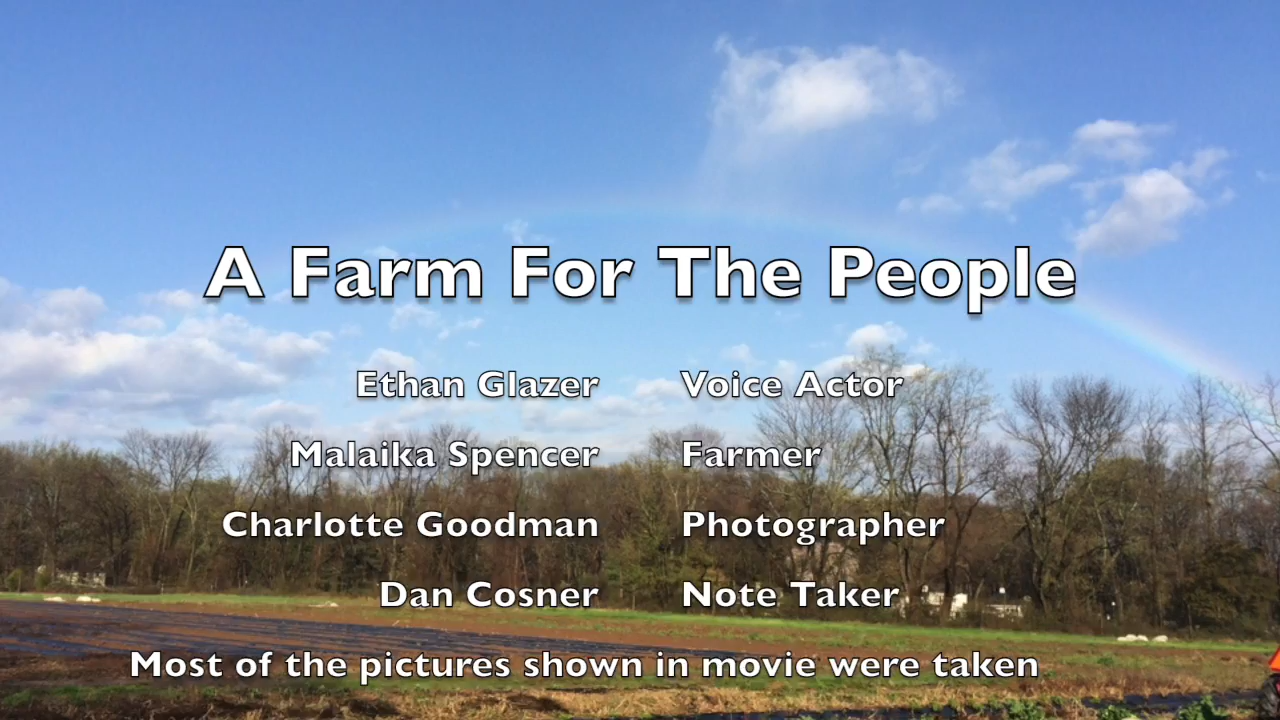 A Farm For The People
Ethan Glazer Voice Actor
Malaika Spencer Farmer
Charlotte Goodman Photographer
Dan Cosner Note Taker
Most of the pictures shown in movie were taken